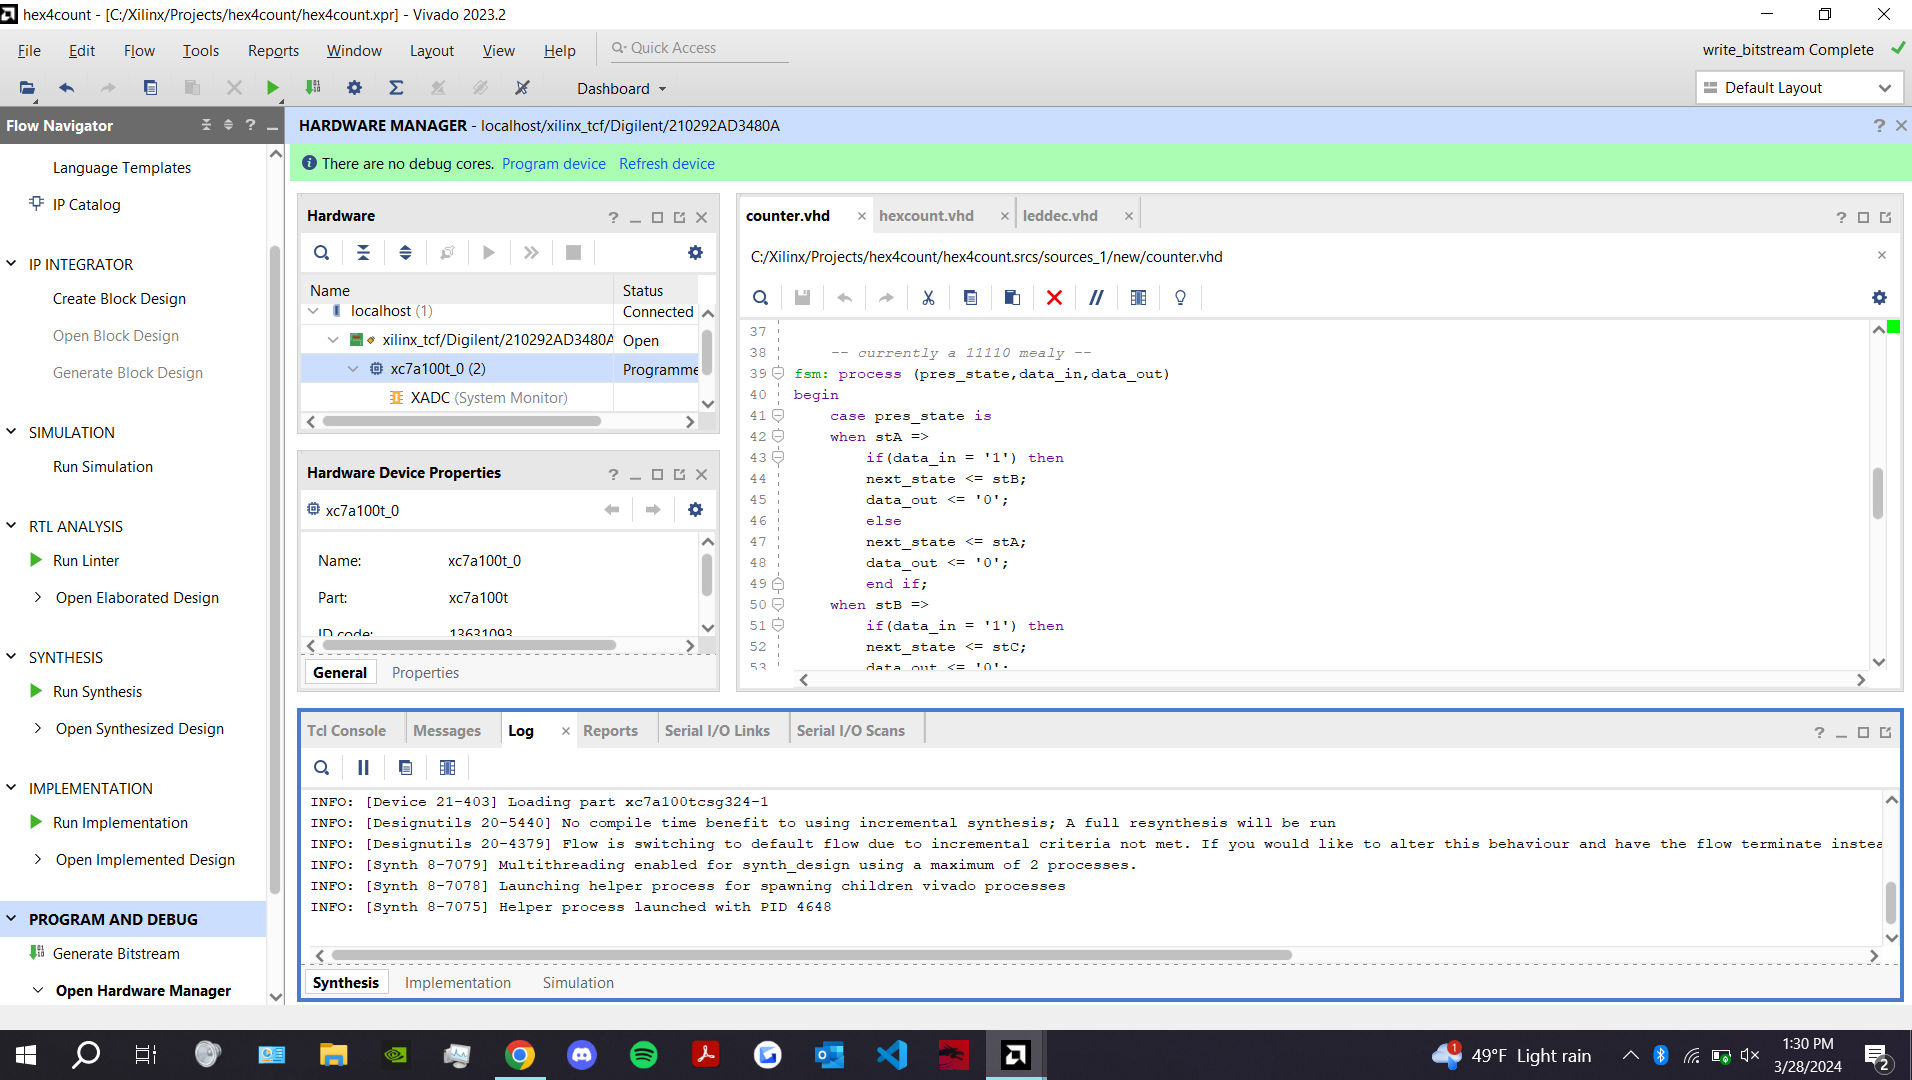 hex4count - [C:/Xilinx/Projects/hex4count/hex4count.xpr] - Vivado 2023.2
File Edit Flow Tools Reports Window Layout View Help Quick Access
write_bitstream Complete
Dashboard
Default Layout
Flow Navigator
HARDWARE MANAGER - localhost/xilinx_tcf/Digilent/210292AD3480A
There are no debug cores. Program device Refresh device
Language Templates
IP Catalog
IP INTEGRATOR
Create Block Design
Open Block Design
Generate Block Design
SIMULATION
Run Simulation
RTL ANALYSIS
Run Linter
Open Elaborated Design
SYNTHESIS
Run Synthesis
Open Synthesized Design
IMPLEMENTATION
Run Implementation
Open Implemented Design
PROGRAM AND DEBUG
Generate Bitstream
Open Hardware Manager
Hardware
Name Status
localhost (1) Connected
xilinx_tcf/Digilent/210292AD3480A Open
xc7a100t_0 (2) Programme
XADC (System Monitor)
Hardware Device Properties
xc7a100t_0
Name: xc7a100t_0
Part: xc7a100t
ID code: 13631093
General Properties
counter.vhd hexcount.vhd leddec.vhd
C:/Xilinx/Projects/hex4count/hex4count.srcs/sources_1/new/counter.vhd
37
38 -- currently a 11110 mealy --
39 fsm: process (pres_state,data_in,data_out)
40 begin
41 case pres_state is
42 when stA =>
43 if(data_in = '1') then
44 next_state <= stB;
45 data_out <= '0';
46 else
47 next_state <= stA;
48 data_out <= '0';
49 end if;
50 when stB =>
51 if(data_in = '1') then
52 next_state <= stC;
53 data_out <= '0';
Tcl Console Messages Log Reports Serial I/O Links Serial I/O Scans
INFO: [Device 21-403] Loading part xc7a100tcsg324-1
INFO: [Designutils 20-5440] No compile time benefit to using incremental synthesis; A full resynthesis will be run
INFO: [Designutils 20-4379] Flow is switching to default flow due to incremental criteria not met. If you would like to alter this behaviour and have the flow terminate instea
INFO: [Synth 8-7079] Multithreading enabled for synth_design using a maximum of 2 processes.
INFO: [Synth 8-7078] Launching helper process for spawning children vivado processes
INFO: [Synth 8-7075] Helper process launched with PID 4648
Synthesis Implementation Simulation
1 49°F Light rain
1:30 PM
3/28/2024
2